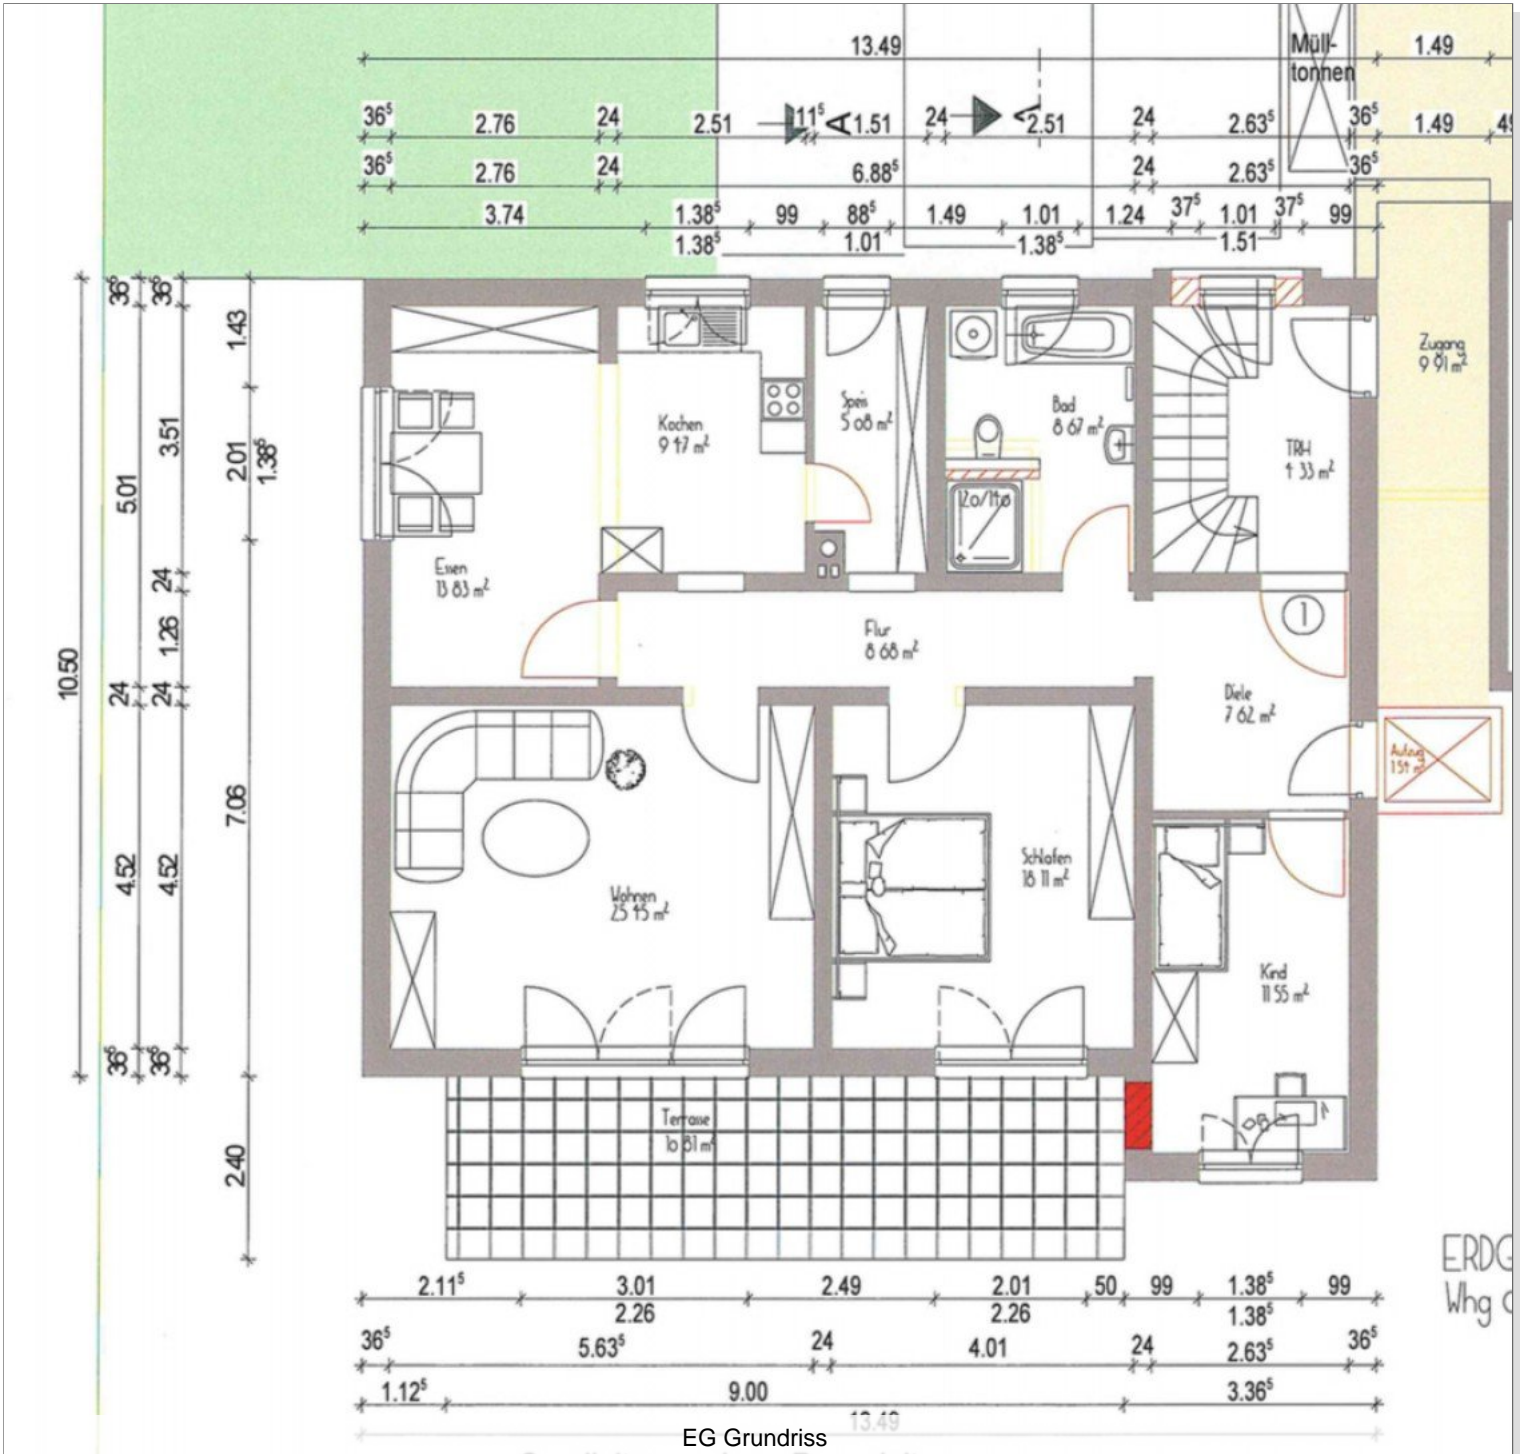 13.49
Müll-
tonnen
1.49
36⁵ 2.76 24 2.51 11⁵ A 1.51 24 A 2.51 24 2.63⁵ 36⁵ 1.49
36⁵ 2.76 24 6.88⁵ 24 2.63⁵ 36⁵
3.74 1.38⁵ 99 88⁵ 1.49 1.01 1.24 37⁵ 1.01 37⁵ 99
1.38⁵ 1.01 1.38⁵ 1.51
36⁵ 36⁵
1.43
3.51
2.01
1.38⁵
5.01
24
1.26
10.50
24 24
7.06
4.52 4.52
36⁵ 36⁵
2.40
Zugang
9 91 m²
Kochen
9 47 m²
Speis
5 08 m²
Bad
8 67 m²
TRH
Essen
13 83 m²
Flur
8 68 m²
1
Diele
7 62 m²
Aufzug
Wohnen
25 45 m²
Schlafen
18 11 m²
Kind
11 55 m²
Terrasse
ERDG
Whg
2.11⁵ 3.01 2.49 2.01 50 99 1.38⁵ 99
2.26 2.26 1.38⁵
36⁵ 5.63⁵ 24 4.01 24 2.63⁵ 36⁵
1.12⁵ 9.00 3.36⁵
13.49
EG Grundriss